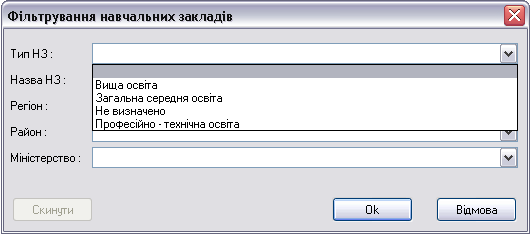 Фільтрування навчальних закладів
Тип НЗ :
Назва НЗ :
Вища освіта
Загальна середня освіта
Регіон :
Не визначено
Професійно - технічна освіта
Район :
Міністерство :
Скинути
Ok
Відмова